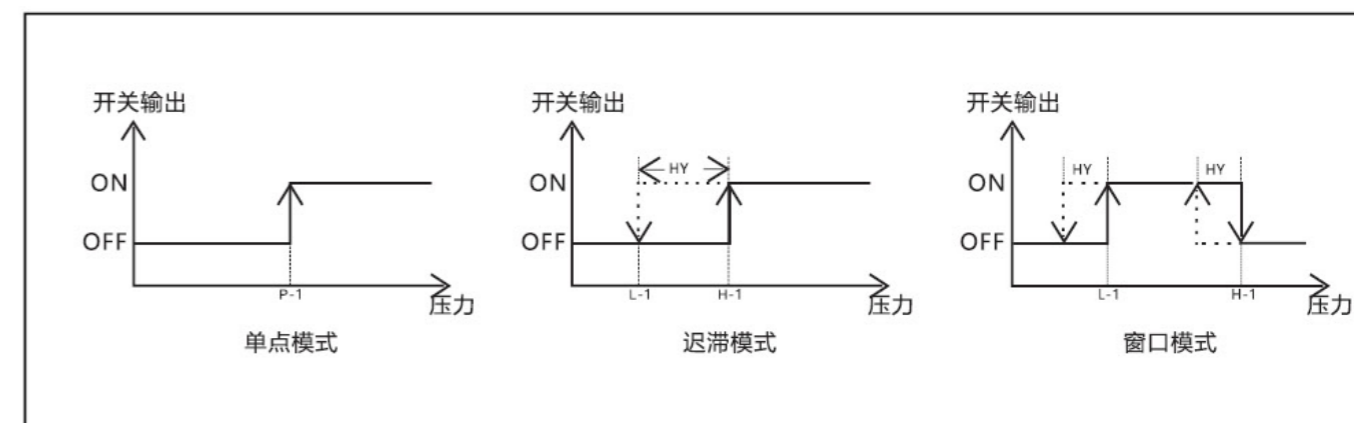 开关输出
ON
OFF
P-1
压力
单点模式
开关输出
HY
ON
OFF
L-1
H-1
压力
迟滞模式
开关输出
HY
HY
ON
OFF
L-1
H-1
压力
窗口模式